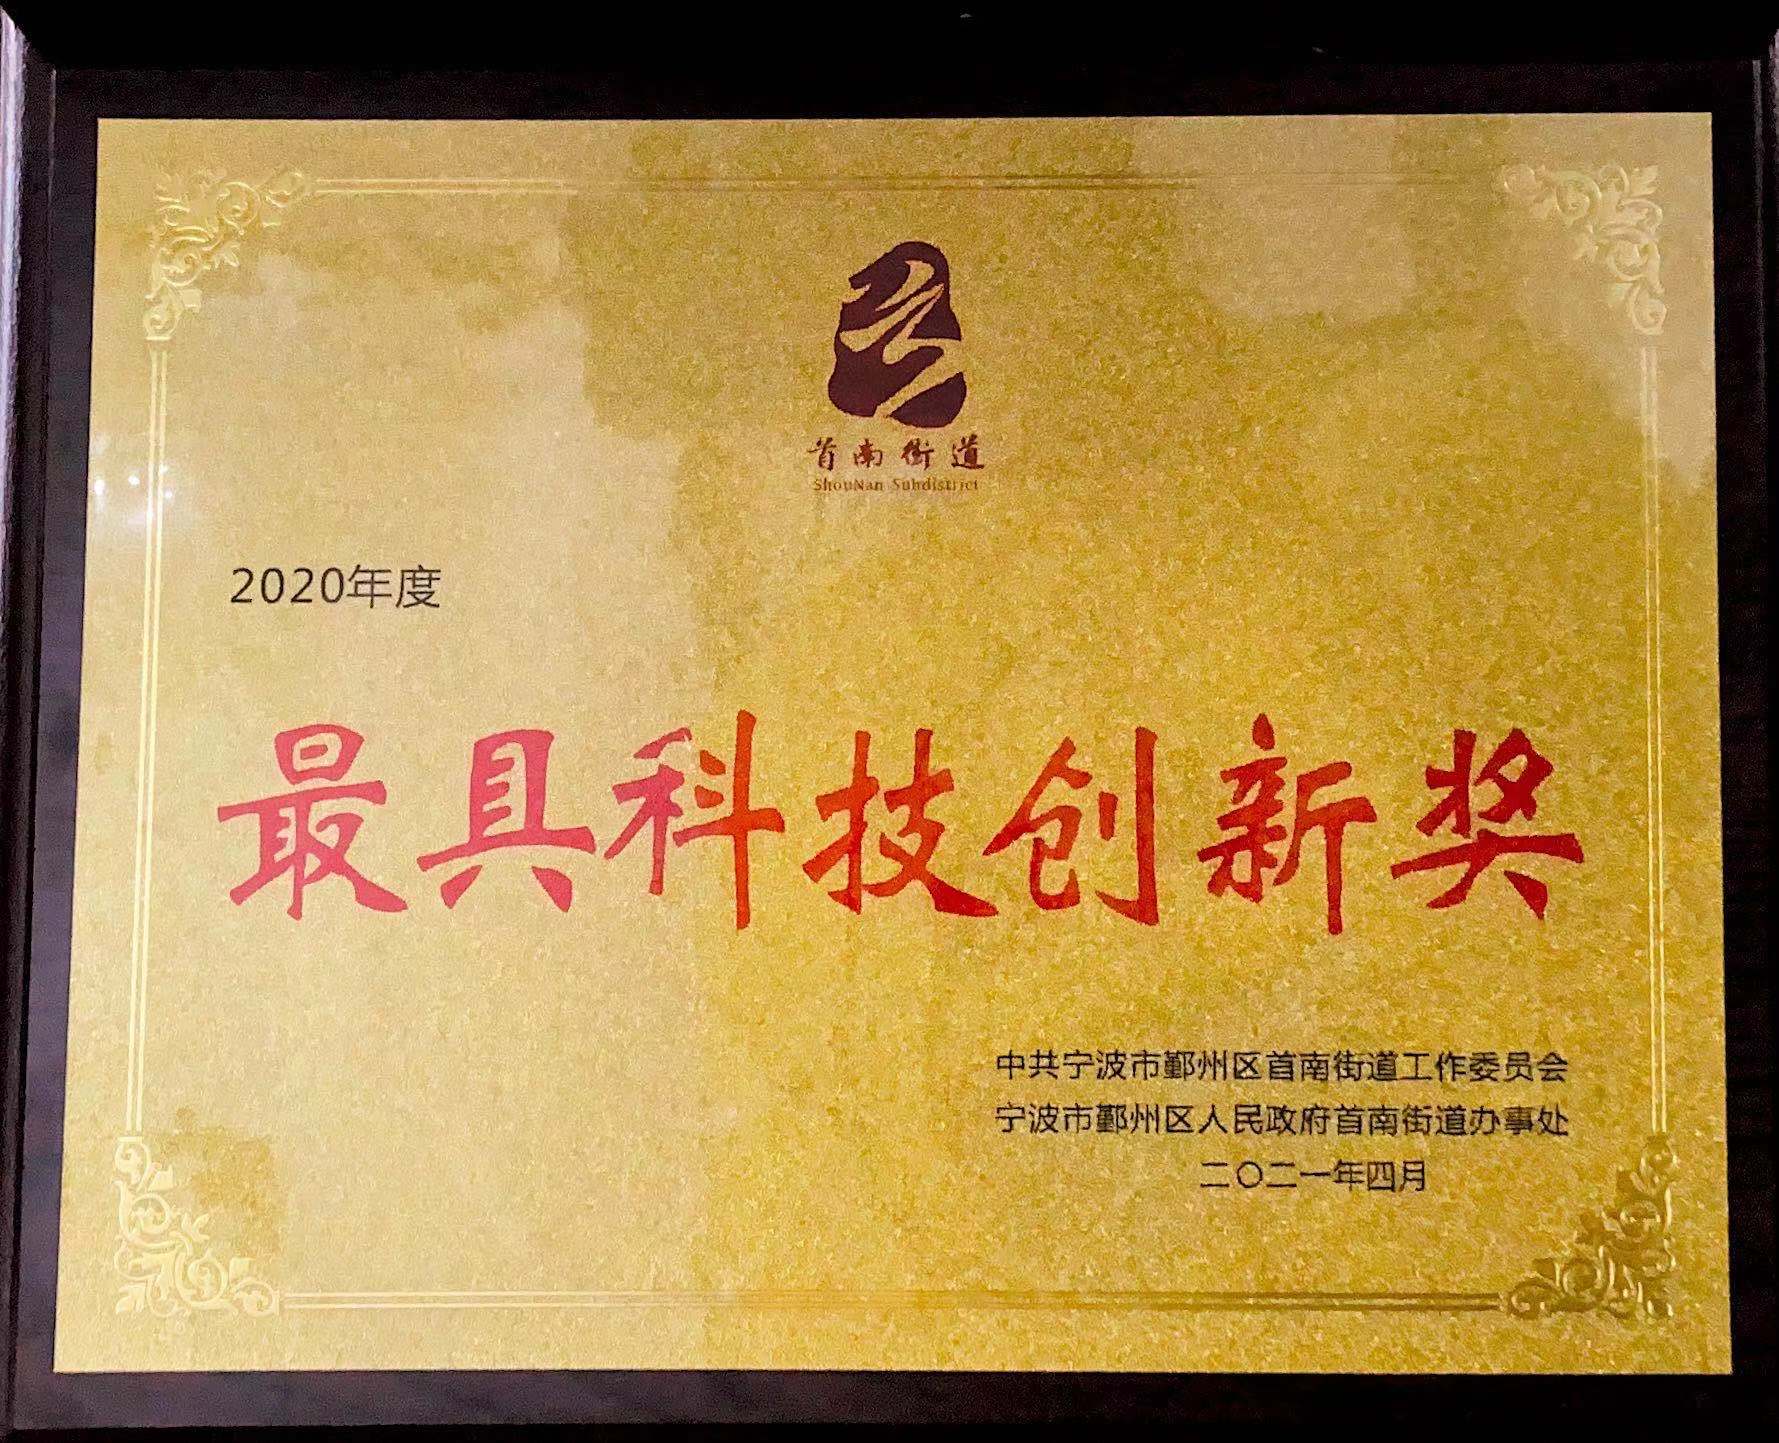 首南街道
ShouNan Subdistrict
2020年度
最具科技创新奖
中共宁波市鄞州区首南街道工作委员会
宁波市鄞州区人民政府首南街道办事处
二〇二一年四月